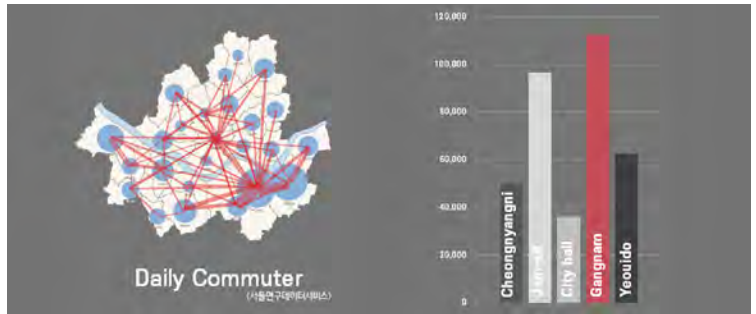 Daily Commuter
(서울연구데이터서비스)
120,000
100,000
80,000
60,000
40,000
20,000
0
Cheongnyangni
City hall
Gangnam
Yeouido